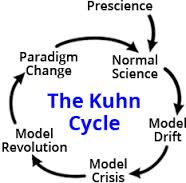 Prescience
Paradigm
Change
Normal
Science
The Kuhn
Cycle
Model
Drift
Model
Revolution
Model
Crisis